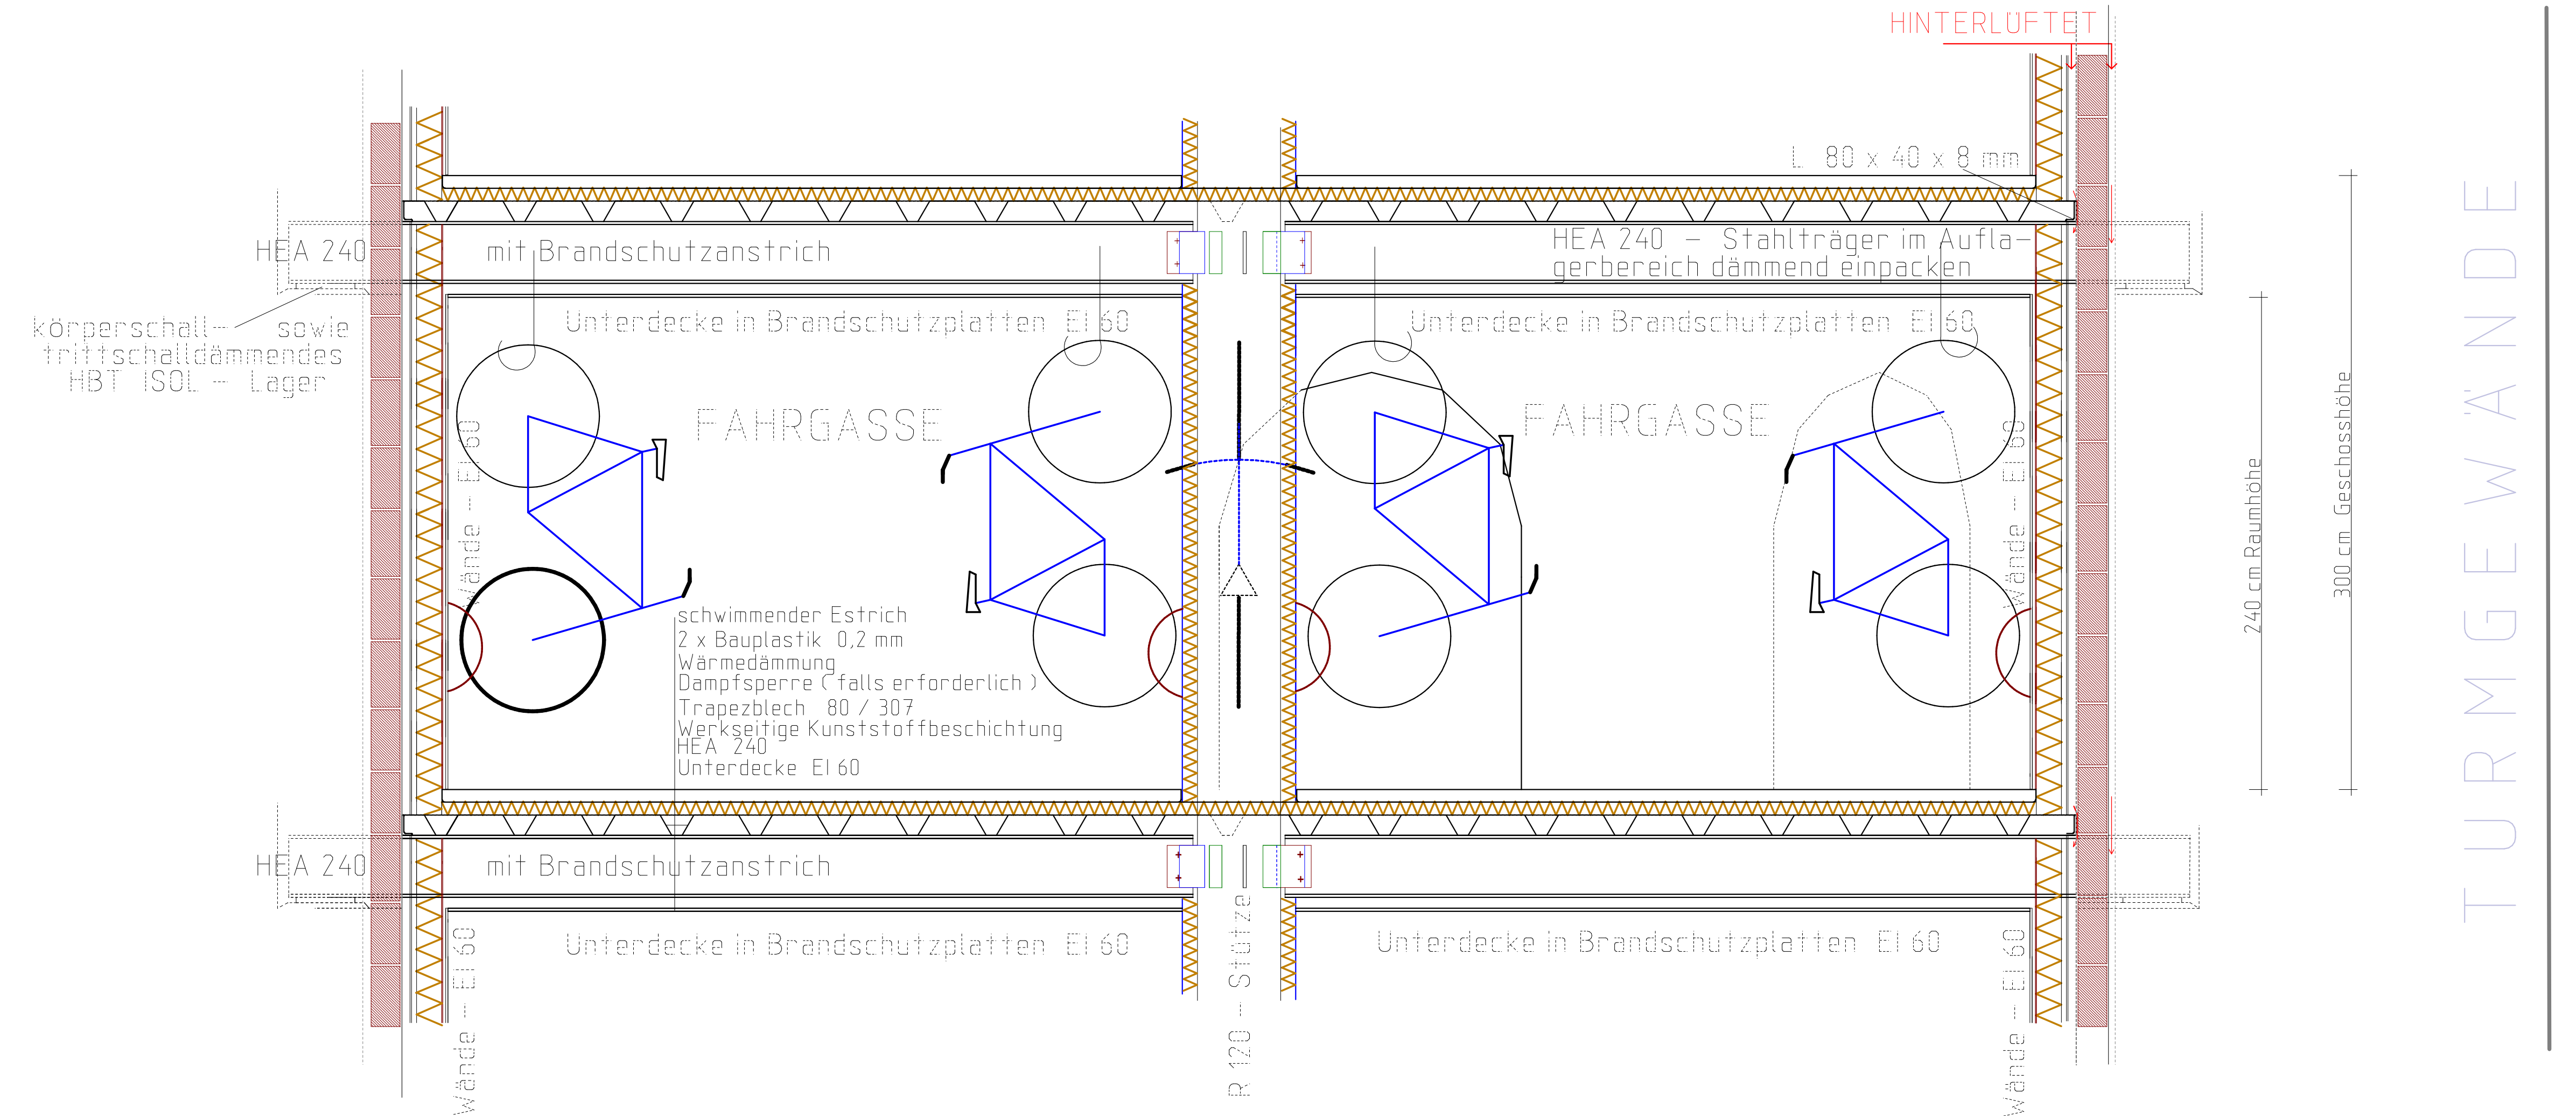 HINTERLÜFTET
L 80 x 40 x 8 mm
HEA 240 mit Brandschutzanstrich
HEA 240 - Stahlträger im Aufla-
gerbereich dämmend einpacken
körperschall- sowie
trittschalldämmendes
HBT ISOL - Lager
Unterdecke in Brandschutzplatten EI 60
Unterdecke in Brandschutzplatten EI 60
FAHRGASSE
FAHRGASSE
Wände - EI 60
Wände - EI 60
240 cm Raumhöhe
300 cm Geschosshöhe
TURMGEWÄNDE
schwimmender Estrich
2 x Bauplastik 0,2 mm
Wärmedämmung
Dampfsperre ( falls erforderlich )
Trapezblech 80 / 307
Werkseitige Kunststoffbeschichtung
HEA 240
Unterdecke EI 60
HEA 240 mit Brandschutzanstrich
Unterdecke in Brandschutzplatten EI 60
Unterdecke in Brandschutzplatten EI 60
Wände - EI 60
R 120 - Stütze
Wände - EI 60